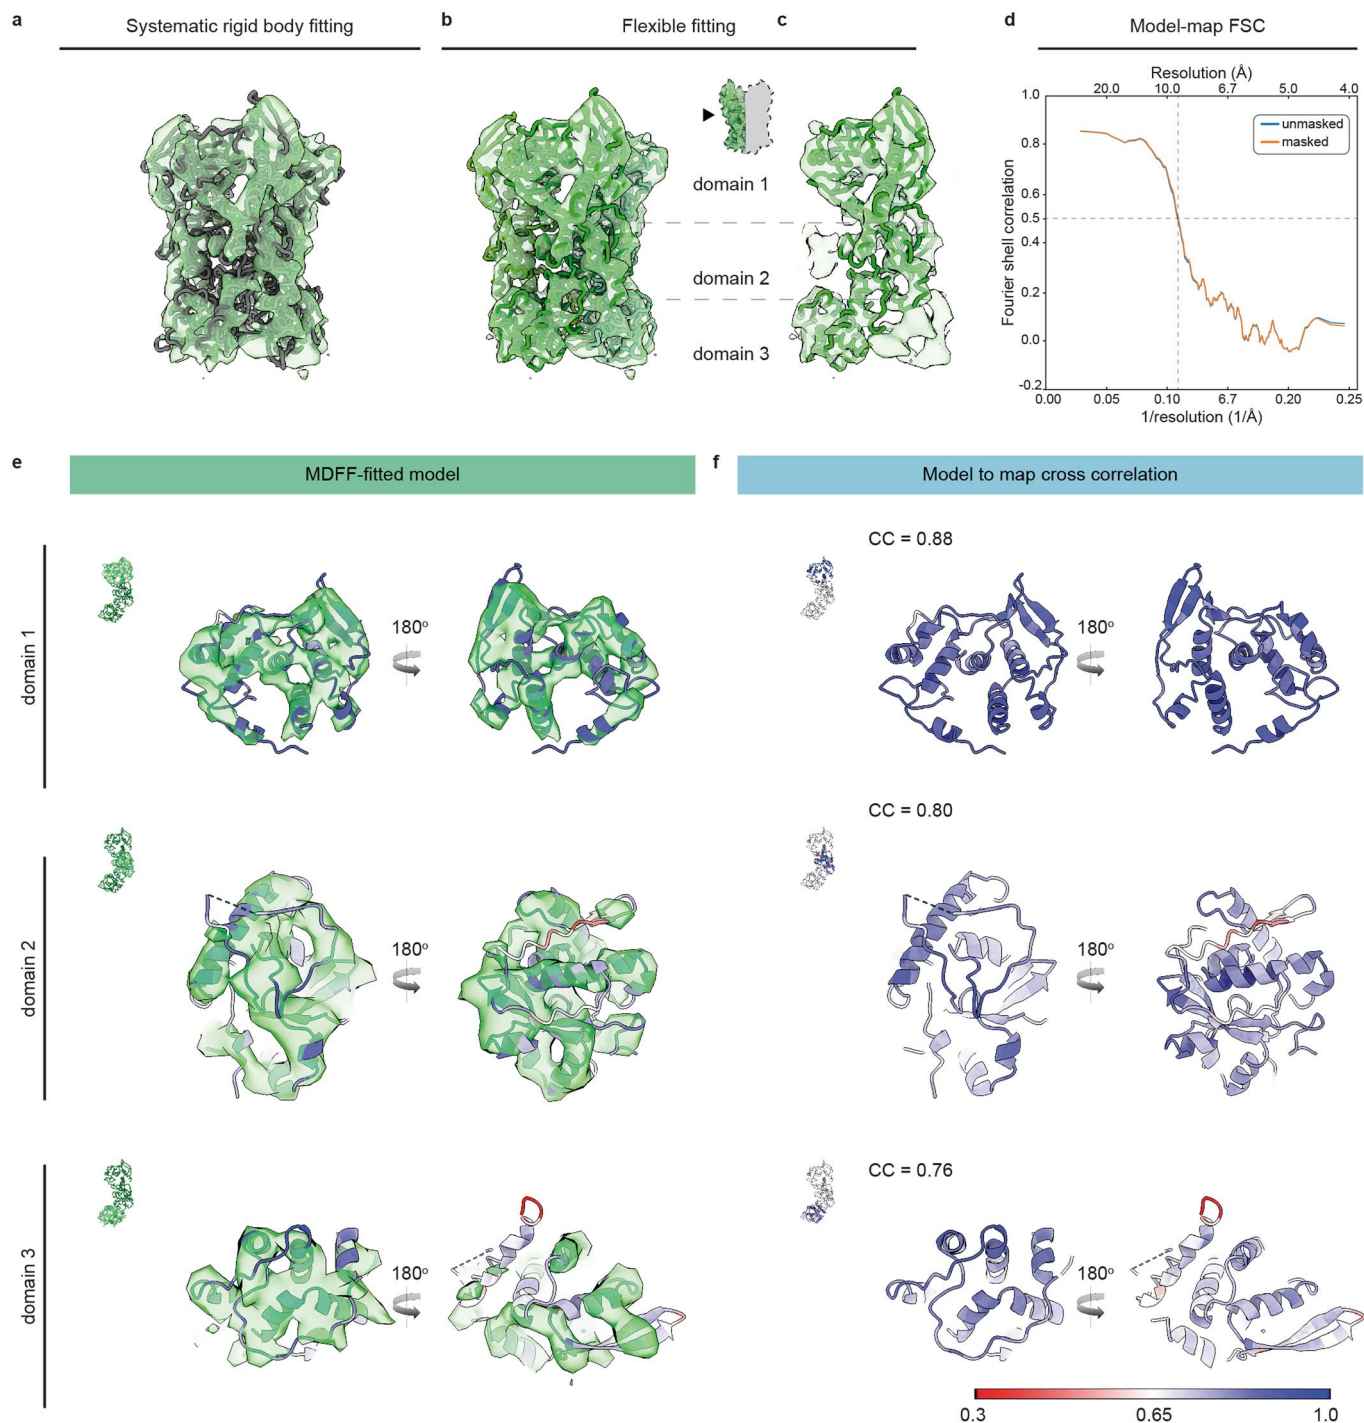 a
Systematic rigid body fitting
b
Flexible fitting
c
domain 1
domain 2
domain 3
d
Model-map FSC
Resolution (Å)
20.0 10.0 6.7 5.0 4.0
1.0
0.8
0.6
0.5
0.4
0.2
0.0
-0.2
Fourier shell correlation
unmasked
masked
0.00 0.05 0.10 6.7 0.20 0.25
1/resolution (1/Å)
e
MDFF-fitted model
f
Model to map cross correlation
domain 1
180°
CC = 0.88
180°
domain 2
180°
CC = 0.80
180°
domain 3
180°
CC = 0.76
180°
0.3 0.65 1.0